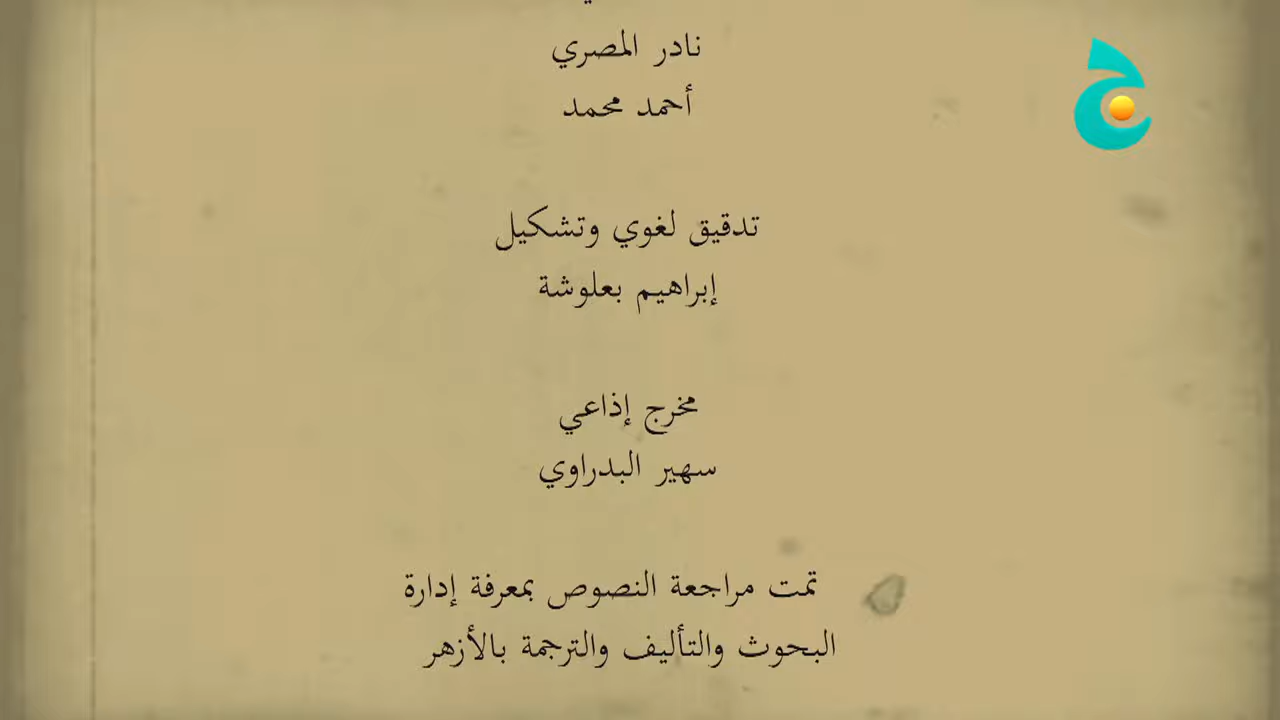 نادر المصري
أحمد محمد
تدقيق لغوي وتشكيل
إبراهيم بعلوشة
مخرج إذاعي
سهير البدراوي
تمت مراجعة النصوص بمعرفة إدارة
البحوث والتأليف والترجمة بالأزهر